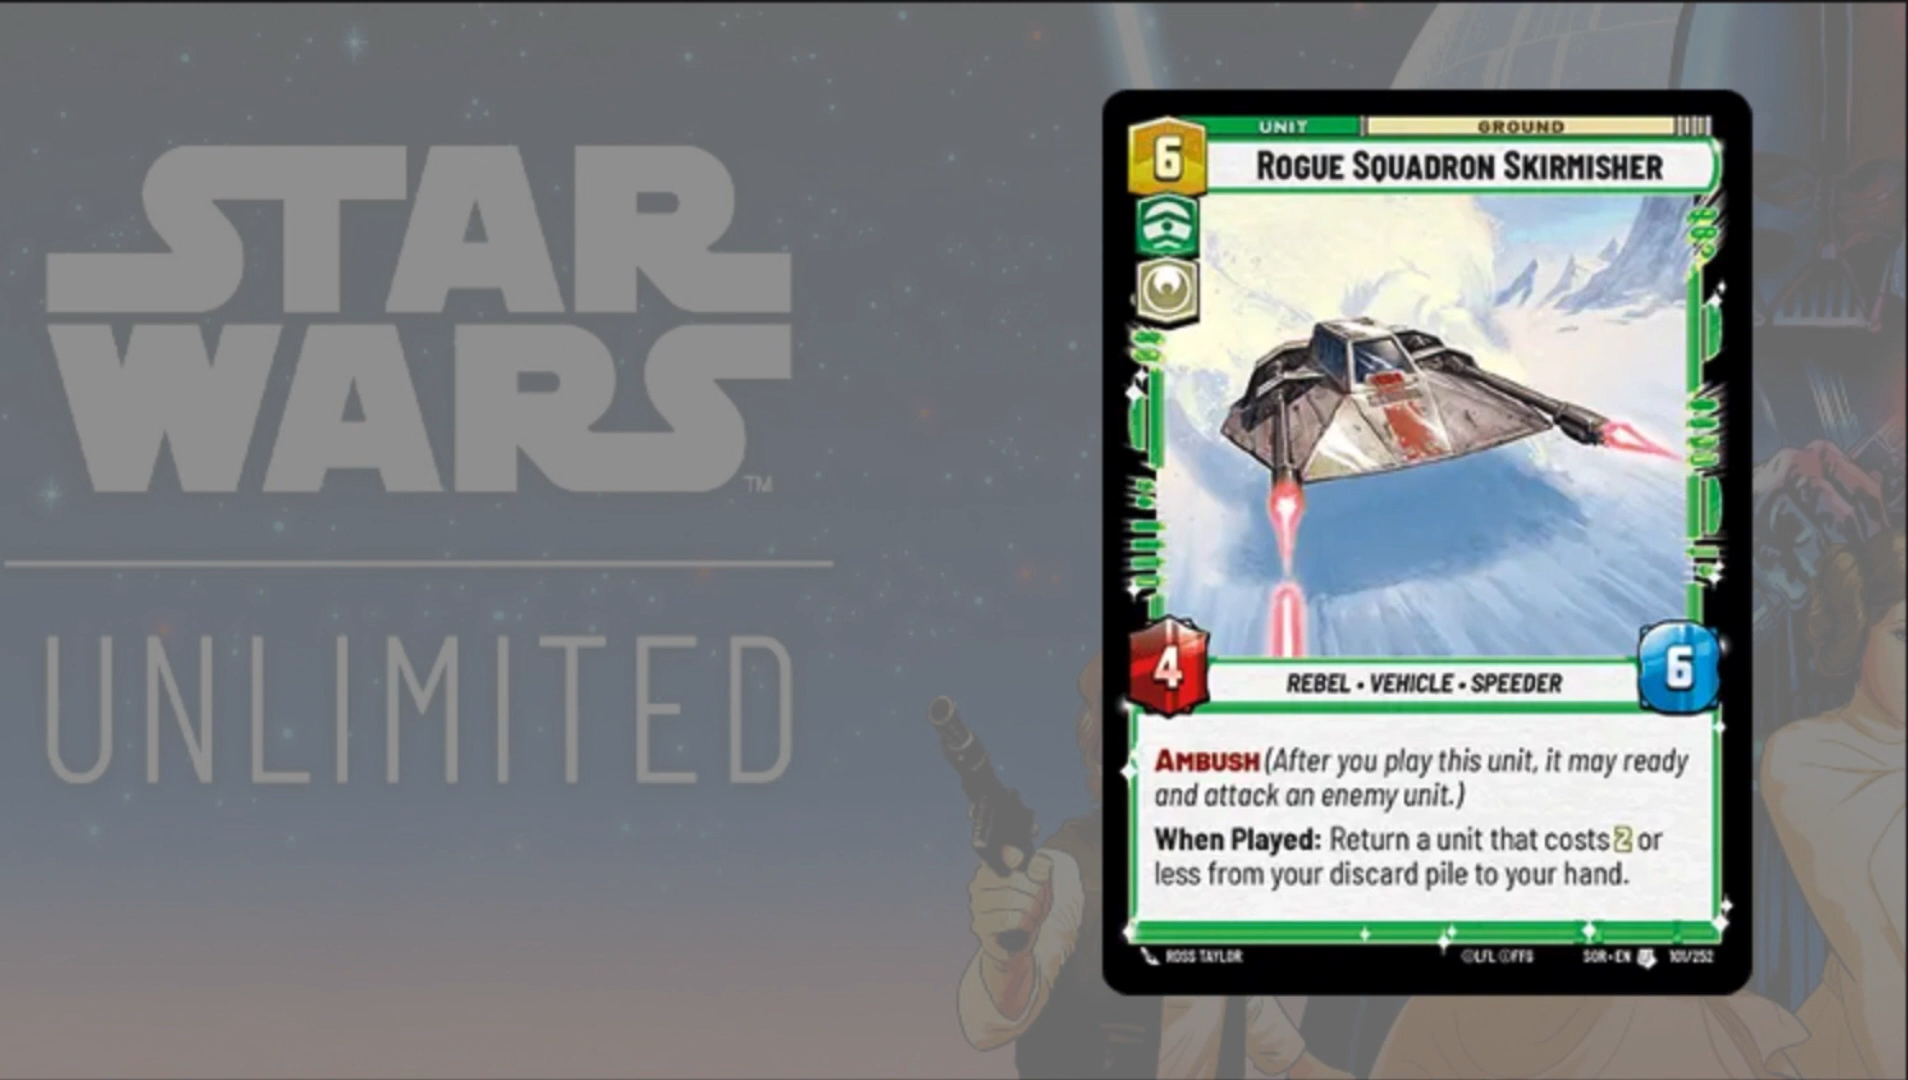 STAR
WARS
TM
UNLIMITED
UNIT
GROUND
6
ROGUE SQUADRON SKIRMISHER
4
REBEL • VEHICLE • SPEEDER
6
AMBUSH (After you play this unit, it may ready
and attack an enemy unit.)
When Played: Return a unit that costs 2 or
less from your discard pile to your hand.
ROSS TAYLOR
©LFL ©FFG
SOR•EN
101/252